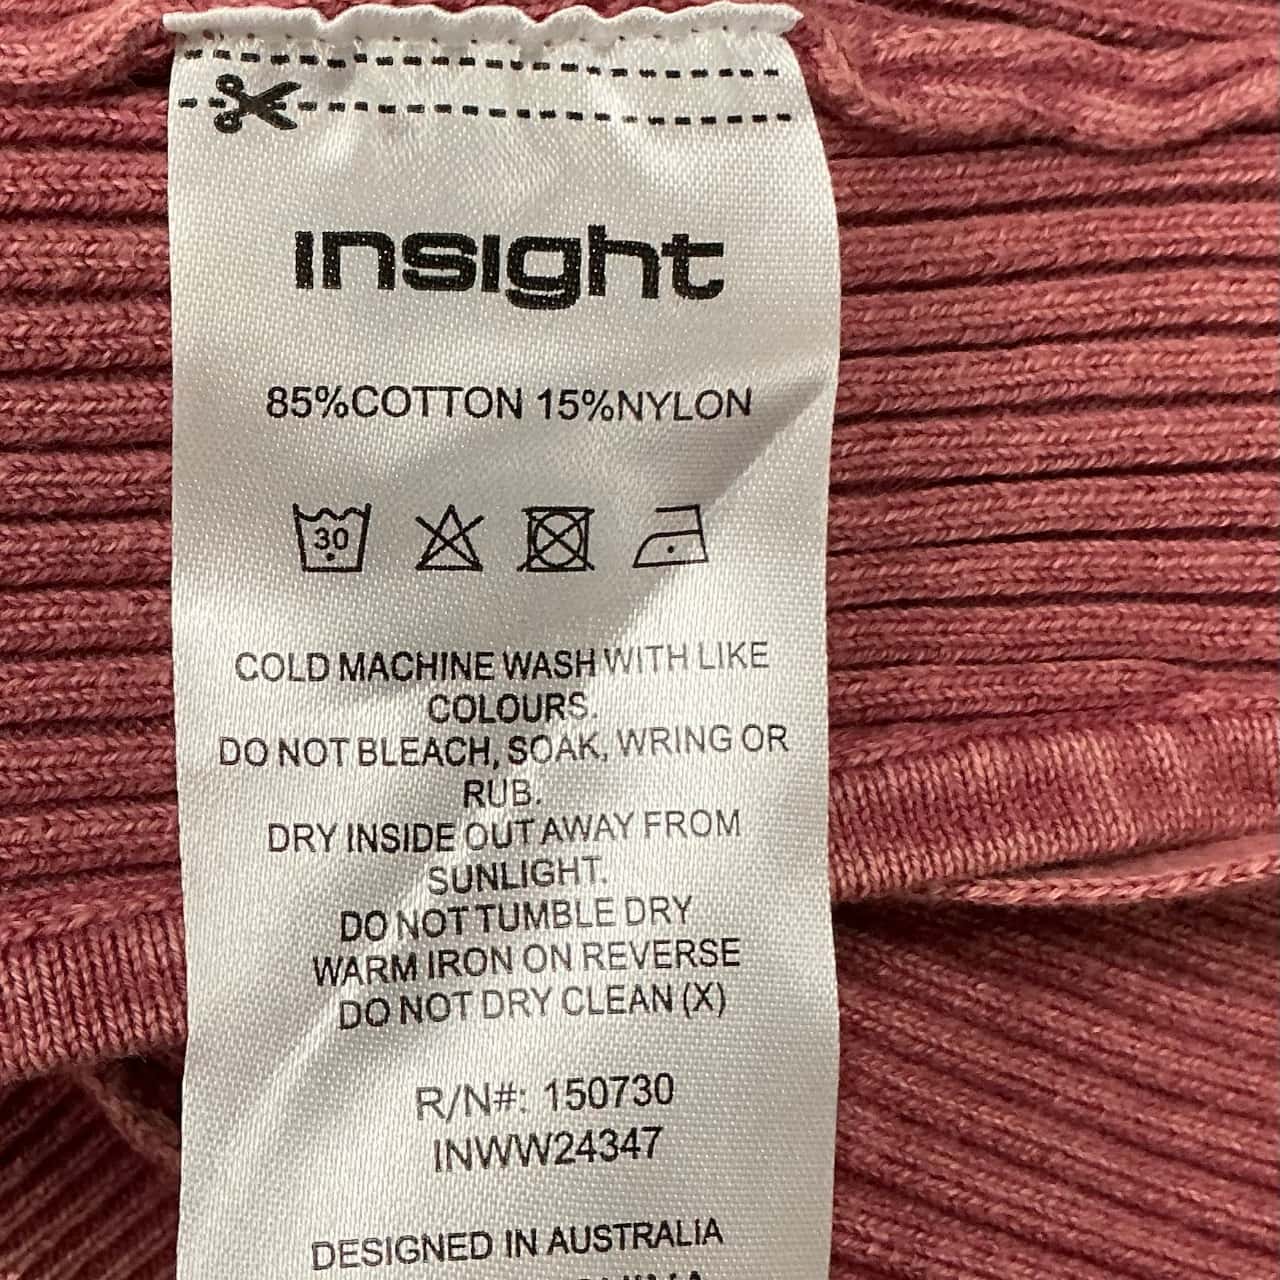 insight
85%COTTON 15%NYLON
30
COLD MACHINE WASH WITH LIKE
COLOURS.
DO NOT BLEACH, SOAK, WRING OR
RUB.
DRY INSIDE OUT AWAY FROM
SUNLIGHT.
DO NOT TUMBLE DRY
WARM IRON ON REVERSE
DO NOT DRY CLEAN (X)
R/N#: 150730
INWW24347
DESIGNED IN AUSTRALIA